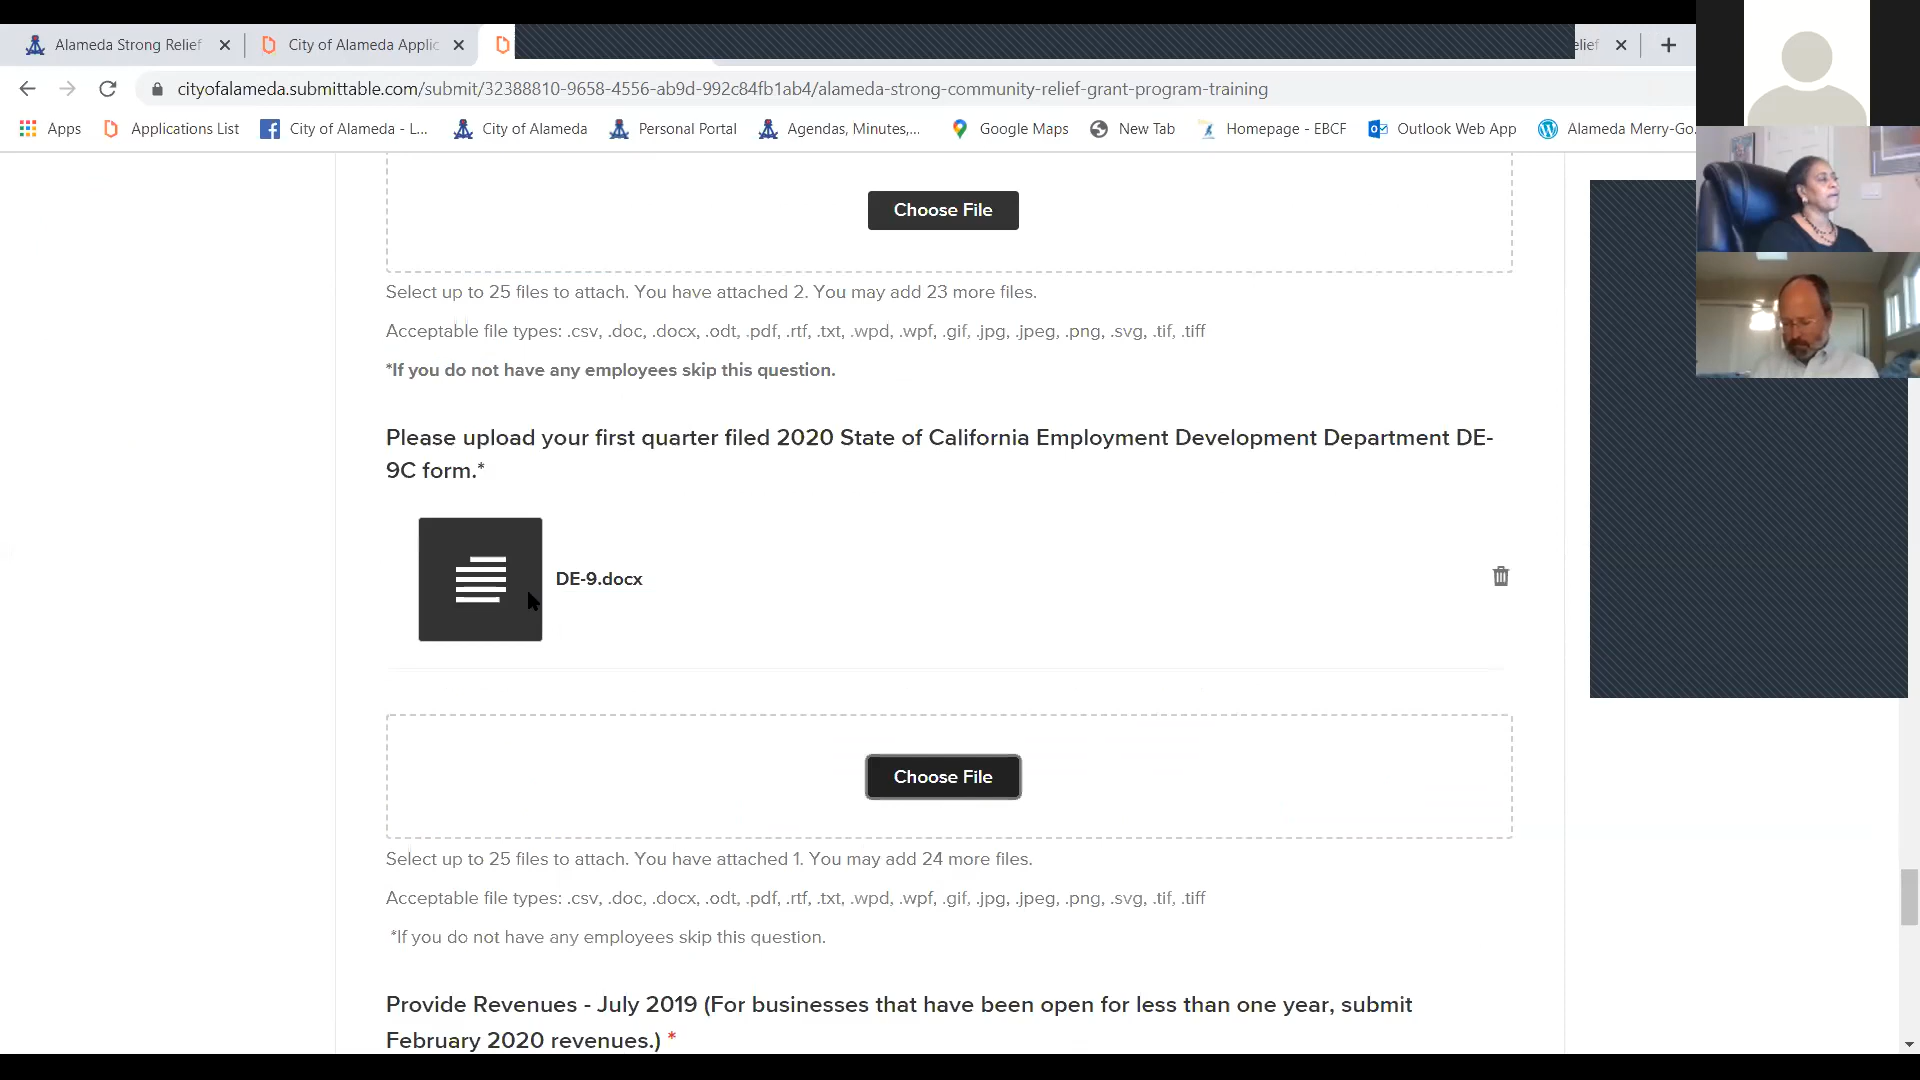 Alameda Strong Relief
City of Alameda Applic
elief
cityofalameda.submittable.com/submit/32388810-9658-4556-ab9d-992c84fb1ab4/alameda-strong-community-relief-grant-program-training
Apps Applications List City of Alameda - L... City of Alameda Personal Portal Agendas, Minutes,... Google Maps New Tab Homepage - EBCF Outlook Web App Alameda Merry-Go.
Choose File
Select up to 25 files to attach. You have attached 2. You may add 23 more files.
Acceptable file types: .csv, .doc, .docx, .odt, .pdf, .rtf, .txt, .wpd, .wpf, .gif, .jpg, .jpeg, .png, .svg, .tif, .tiff
*If you do not have any employees skip this question.
Please upload your first quarter filed 2020 State of California Employment Development Department DE-
9C form.*
DE-9.docx
Choose File
Select up to 25 files to attach. You have attached 1. You may add 24 more files.
Acceptable file types: .csv, .doc, .docx, .odt, .pdf, .rtf, .txt, .wpd, .wpf, .gif, .jpg, .jpeg, .png, .svg, .tif, .tiff
*If you do not have any employees skip this question.
Provide Revenues - July 2019 (For businesses that have been open for less than one year, submit
February 2020 revenues.) *